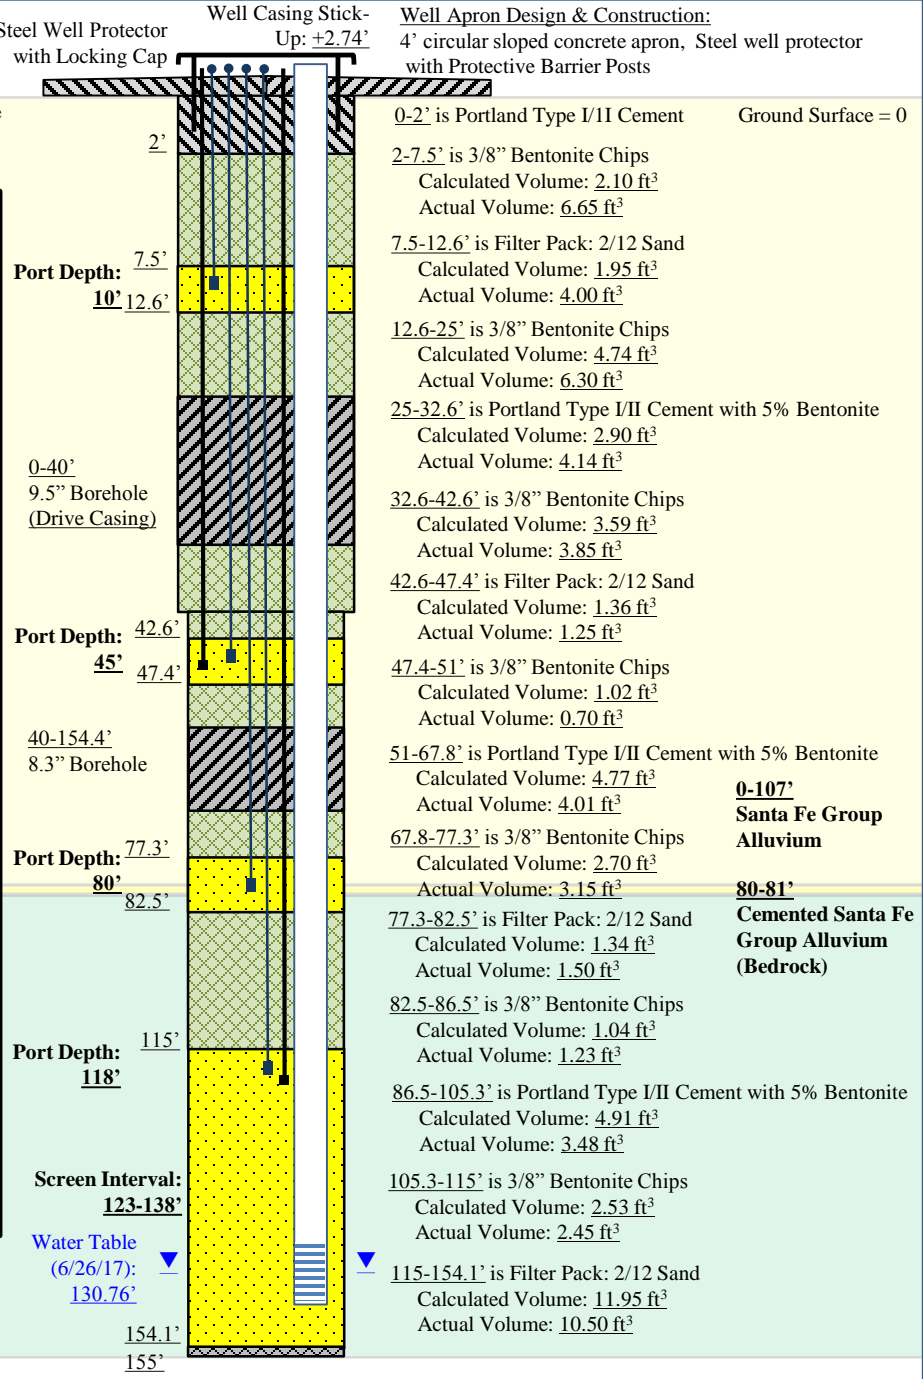 Steel Well Protector
with Locking Cap
Well Casing Stick-
Up: +2.74’
Well Apron Design & Construction:
4’ circular sloped concrete apron, Steel well protector
with Protective Barrier Posts
0-2’ is Portland Type I/1I Cement
Ground Surface = 0
2’
2-7.5’ is 3/8” Bentonite Chips
Calculated Volume: 2.10 ft³
Actual Volume: 6.65 ft³
7.5’
Port Depth:
10’
12.6’
7.5-12.6’ is Filter Pack: 2/12 Sand
Calculated Volume: 1.95 ft³
Actual Volume: 4.00 ft³
12.6-25’ is 3/8” Bentonite Chips
Calculated Volume: 4.74 ft³
Actual Volume: 6.30 ft³
25-32.6’ is Portland Type I/II Cement with 5% Bentonite
Calculated Volume: 2.90 ft³
Actual Volume: 4.14 ft³
0-40’
9.5” Borehole
(Drive Casing)
32.6-42.6’ is 3/8” Bentonite Chips
Calculated Volume: 3.59 ft³
Actual Volume: 3.85 ft³
42.6-47.4’ is Filter Pack: 2/12 Sand
Calculated Volume: 1.36 ft³
Actual Volume: 1.25 ft³
42.6’
Port Depth:
45’
47.4’
47.4-51’ is 3/8” Bentonite Chips
Calculated Volume: 1.02 ft³
Actual Volume: 0.70 ft³
40-154.4’
8.3” Borehole
51-67.8’ is Portland Type I/II Cement with 5% Bentonite
Calculated Volume: 4.77 ft³
Actual Volume: 4.01 ft³
0-107’
Santa Fe Group
Alluvium
67.8-77.3’ is 3/8” Bentonite Chips
Calculated Volume: 2.70 ft³
Actual Volume: 3.15 ft³
77.3’
Port Depth:
80’
82.5’
80-81’
Cemented Santa Fe
Group Alluvium
(Bedrock)
77.3-82.5’ is Filter Pack: 2/12 Sand
Calculated Volume: 1.34 ft³
Actual Volume: 1.50 ft³
82.5-86.5’ is 3/8” Bentonite Chips
Calculated Volume: 1.04 ft³
Actual Volume: 1.23 ft³
115’
Port Depth:
118’
86.5-105.3’ is Portland Type I/II Cement with 5% Bentonite
Calculated Volume: 4.91 ft³
Actual Volume: 3.48 ft³
Screen Interval:
123-138’
105.3-115’ is 3/8” Bentonite Chips
Calculated Volume: 2.53 ft³
Actual Volume: 2.45 ft³
Water Table
(6/26/17):
130.76’
115-154.1’ is Filter Pack: 2/12 Sand
Calculated Volume: 11.95 ft³
Actual Volume: 10.50 ft³
154.1’
155’